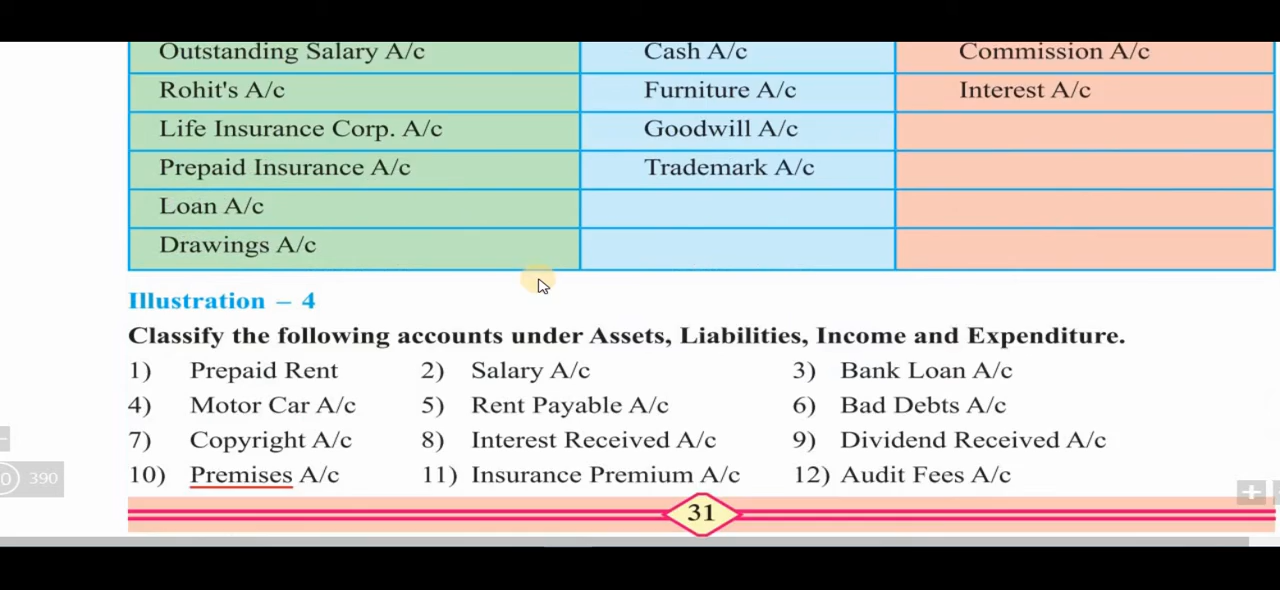 Outstanding Salary A/c Cash A/c Commission A/c
Rohit's A/c Furniture A/c Interest A/c
Life Insurance Corp. A/c Goodwill A/c
Prepaid Insurance A/c Trademark A/c
Loan A/c
Drawings A/c
Illustration – 4
Classify the following accounts under Assets, Liabilities, Income and Expenditure.
1) Prepaid Rent 2) Salary A/c 3) Bank Loan A/c
4) Motor Car A/c 5) Rent Payable A/c 6) Bad Debts A/c
7) Copyright A/c 8) Interest Received A/c 9) Dividend Received A/c
10) Premises A/c 11) Insurance Premium A/c 12) Audit Fees A/c
390
31